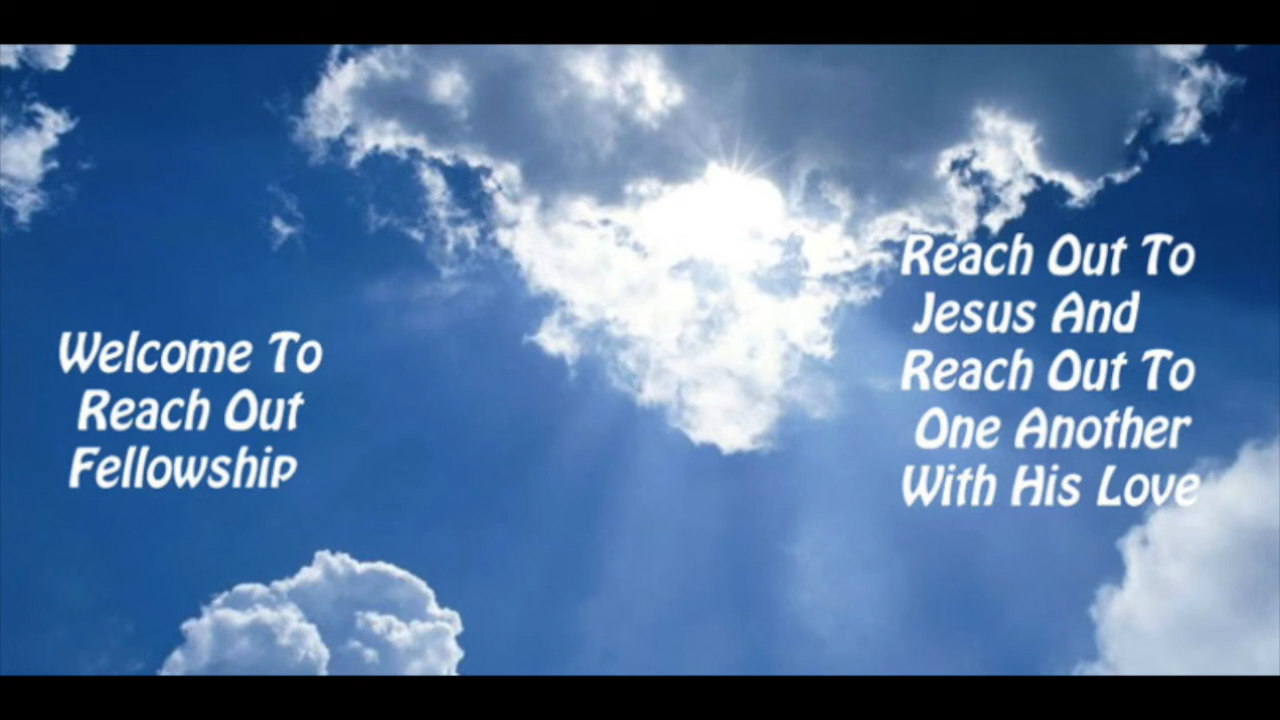 Welcome To
Reach Out
Fellowship
Reach Out To
Jesus And
Reach Out To
One Another
With His Love